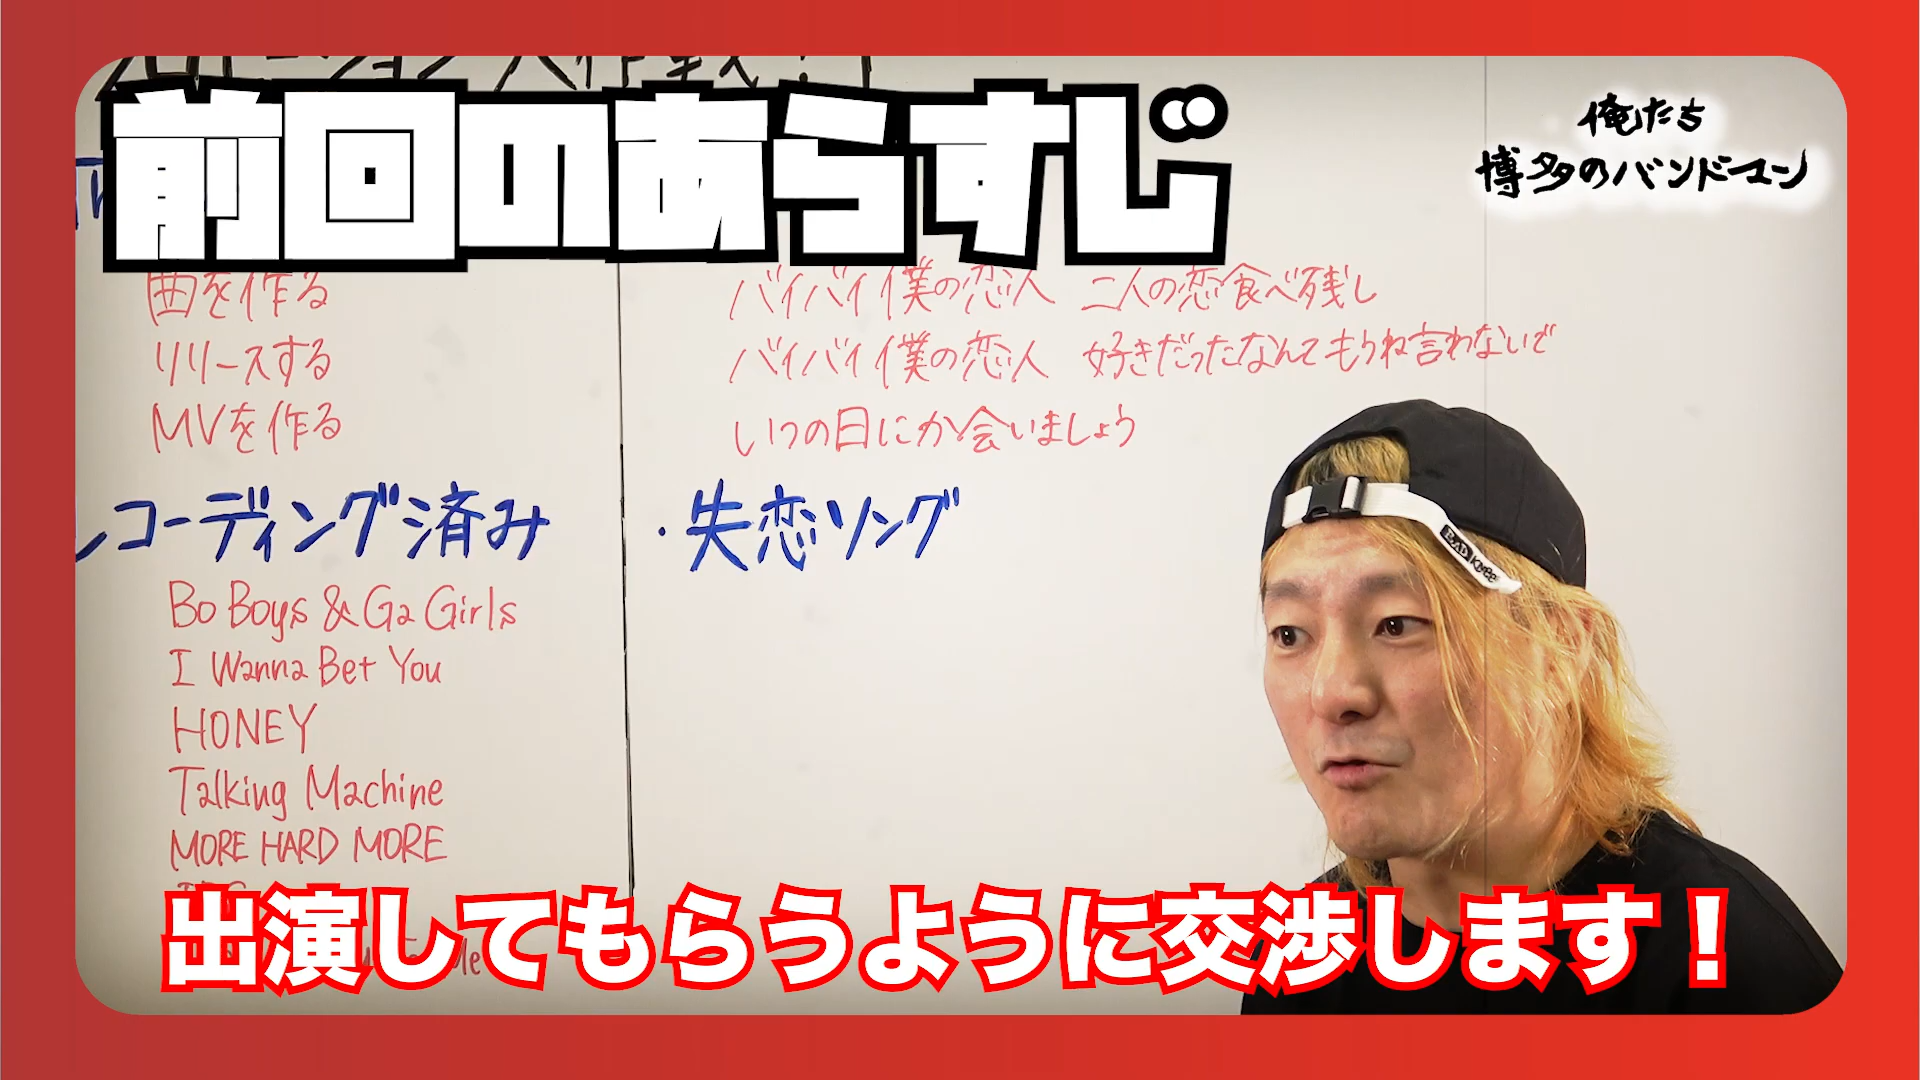 前回のあらすじ
俺たち
博多のバンドマン
曲を作る
リリースする
MVを作る
バイバイ僕の恋人 二人の恋食べ残し
バイバイ僕の恋人 好きだったなんてもうね言わないで
いつの日にか会いましょう
レコーディング済み
・失恋ソング
Bo Boys & Ga Girls
I Wanna Bet You
HONEY
Talking Machine
MORE HARD MORE
BAD Knee
出演してもらうように交渉します！